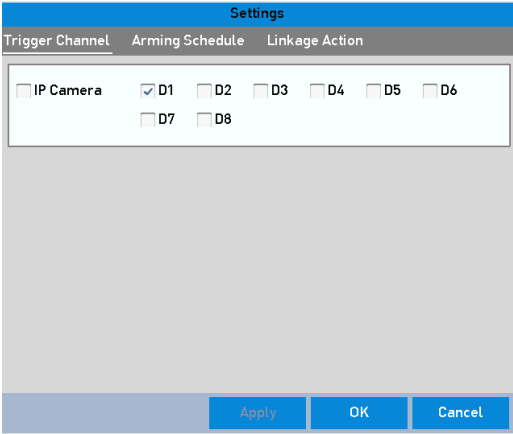 Settings
Trigger Channel Arming Schedule Linkage Action
IP Camera D1 D2 D3 D4 D5 D6
D7 D8
Apply OK Cancel